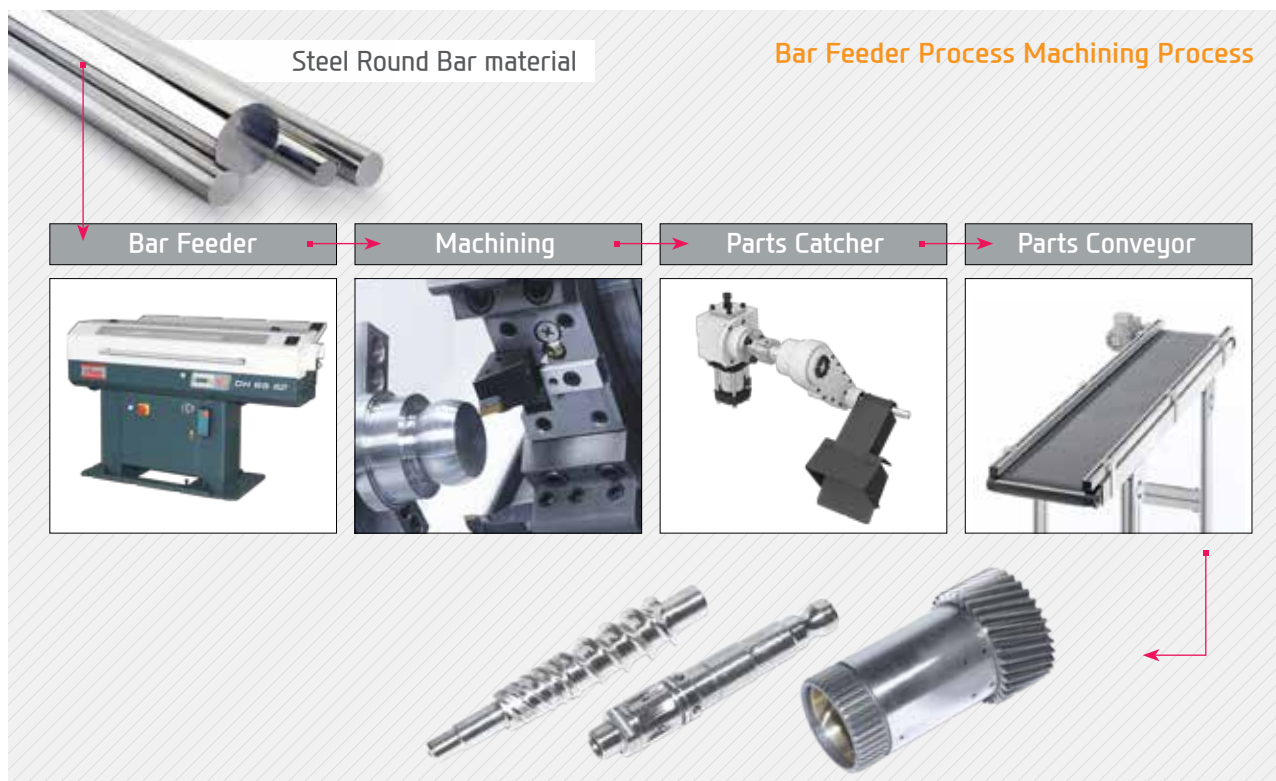 Steel Round Bar material
Bar Feeder Process Machining Process
Bar Feeder
Machining
Parts Catcher
Parts Conveyor